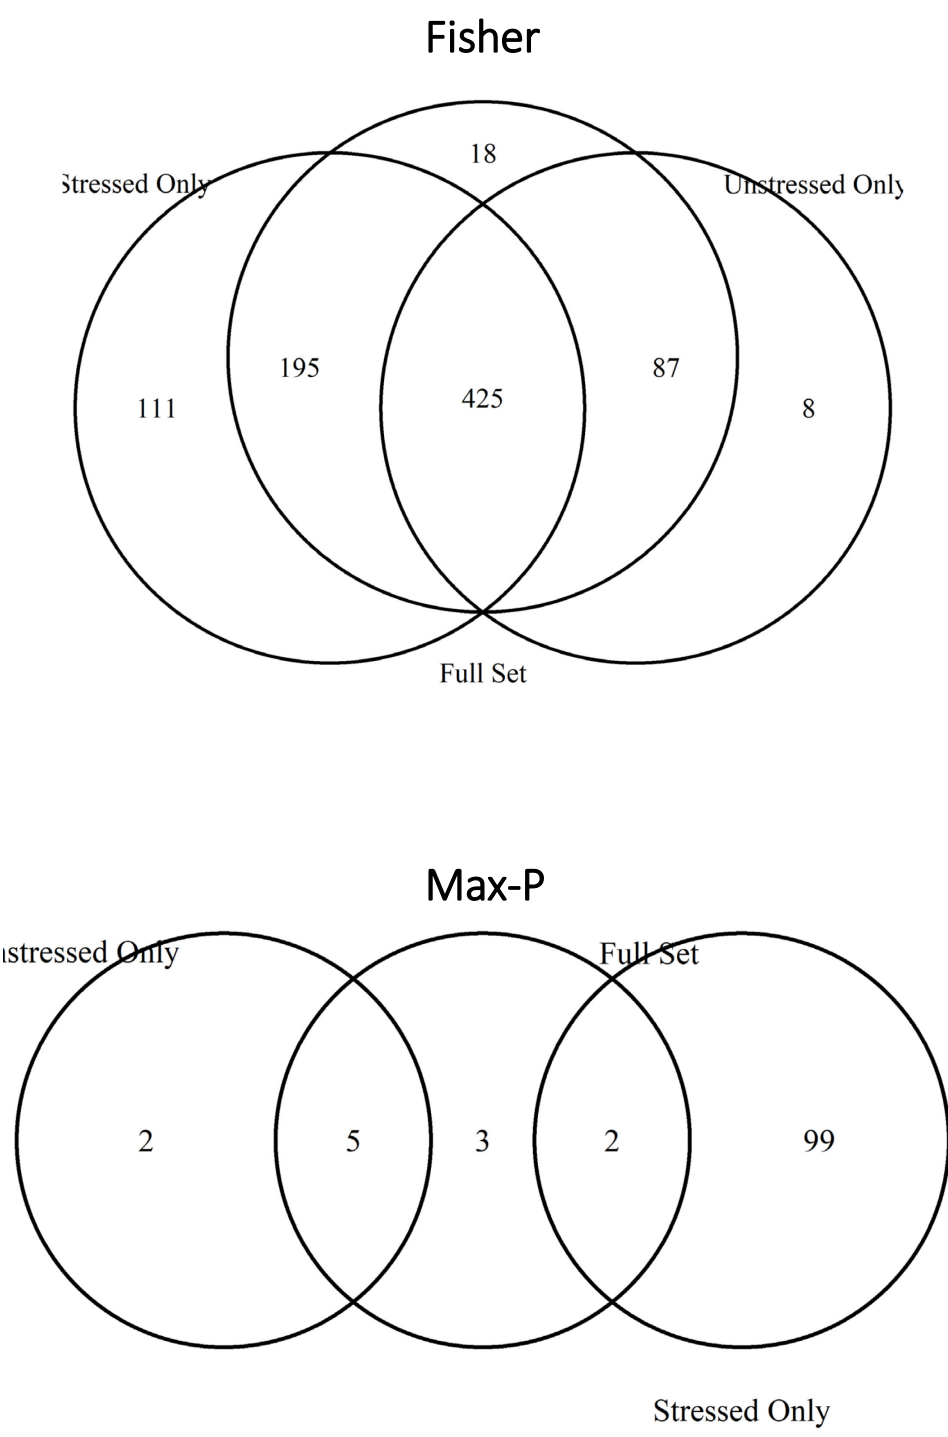 Fisher
18
Stressed Only
Unstressed Only
195
87
425
111
8
Full Set
Max-P
nstressed Only
Full Set
2
5
3
2
99
Stressed Only